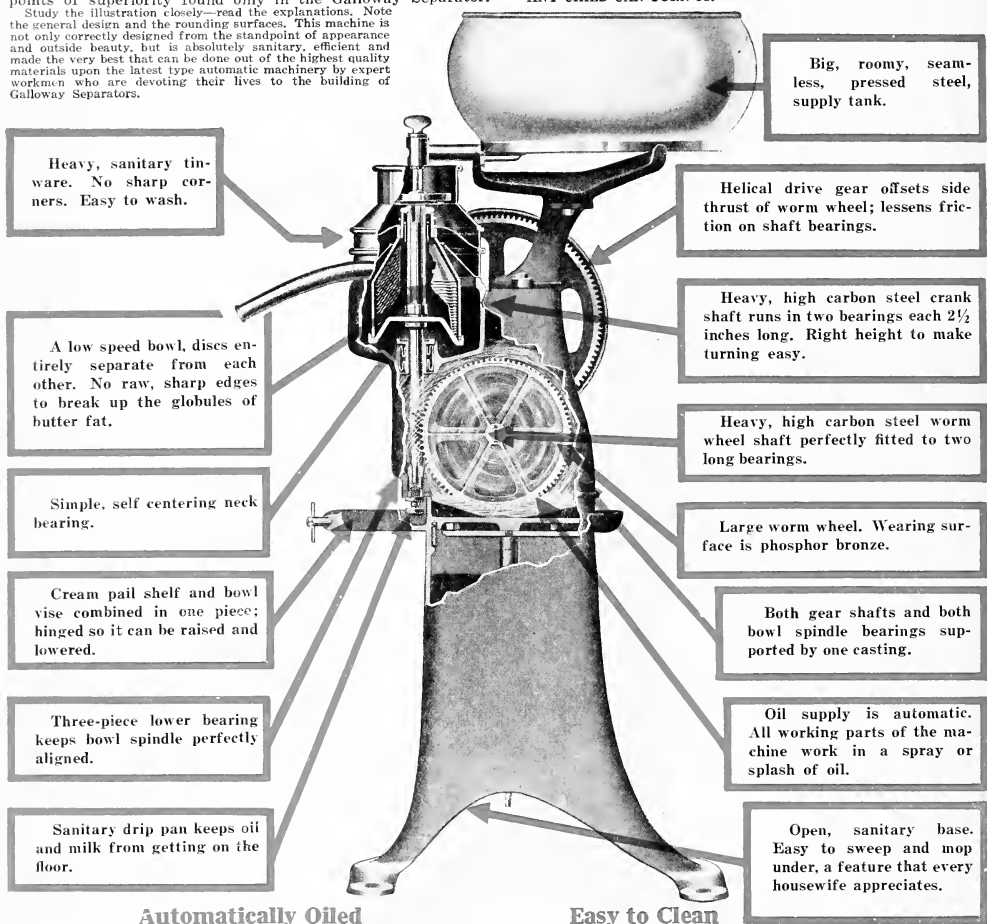 points of superiority found only in the Galloway Separator.
Study the illustration closely—read the explanations. Note
the general design and the rounding surfaces. This machine is
not only correctly designed from the standpoint of appearance
and outside beauty, but is absolutely sanitary, efficient and
made the very best that can be done out of the highest quality
materials upon the latest type automatic machinery by expert
workmen who are devoting their lives to the building of
Galloway Separators.
Big, roomy, seam-
less, pressed steel,
supply tank.
Heavy, sanitary tin-
ware. No sharp cor-
ners. Easy to wash.
Helical drive gear offsets side
thrust of worm wheel; lessens fric-
tion on shaft bearings.
Heavy, high carbon steel crank
shaft runs in two bearings each 2½
inches long. Right height to make
turning easy.
A low speed bowl, discs en-
tirely separate from each
other. No raw, sharp edges
to break up the globules of
butter fat.
Heavy, high carbon steel worm
wheel shaft perfectly fitted to two
long bearings.
Simple, self centering neck
bearing.
Large worm wheel. Wearing sur-
face is phosphor bronze.
Cream pail shelf and bowl
vise combined in one piece;
hinged so it can be raised and
lowered.
Both gear shafts and both
bowl spindle bearings sup-
ported by one casting.
Three-piece lower bearing
keeps bowl spindle perfectly
aligned.
Oil supply is automatic.
All working parts of the ma-
chine work in a spray or
splash of oil.
Sanitary drip pan keeps oil
and milk from getting on the
floor.
Open, sanitary base.
Easy to sweep and mop
under, a feature that every
housewife appreciates.
Automatically Oiled
Easy to Clean